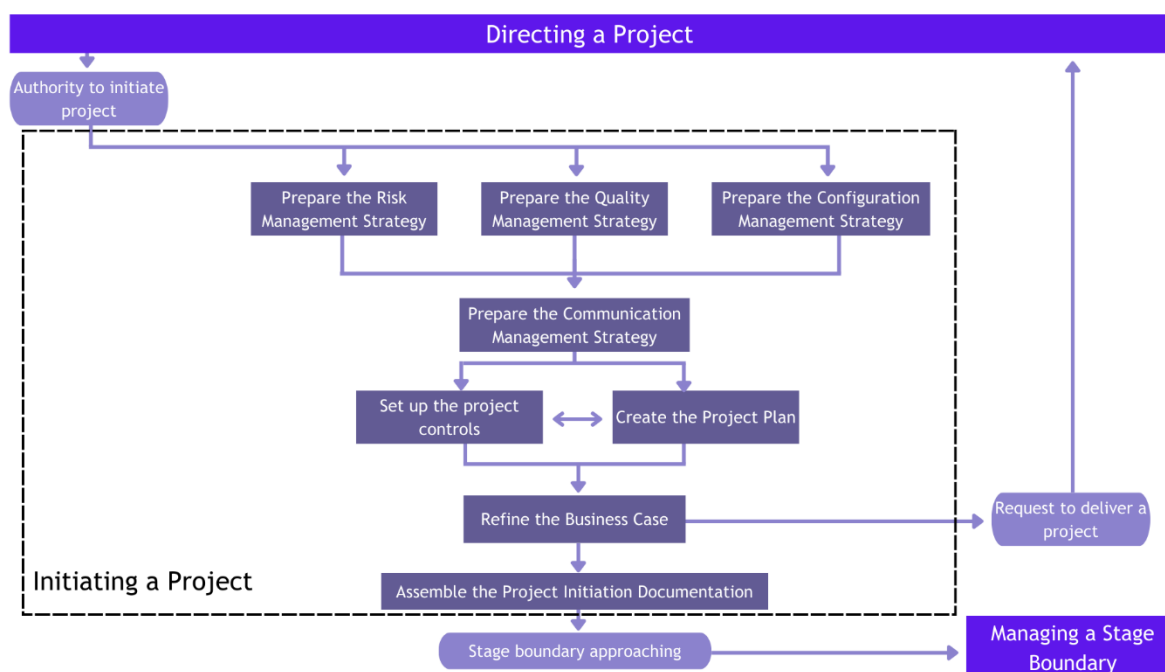 Directing a Project
Authority to initiate
project
Prepare the Risk
Management Strategy
Prepare the Quality
Management Strategy
Prepare the Configuration
Management Strategy
Prepare the Communication
Management Strategy
Set up the project
controls
Create the Project Plan
Refine the Business Case
Request to deliver a
project
Initiating a Project
Assemble the Project Initiation Documentation
Stage boundary approaching
Managing a Stage
Boundary